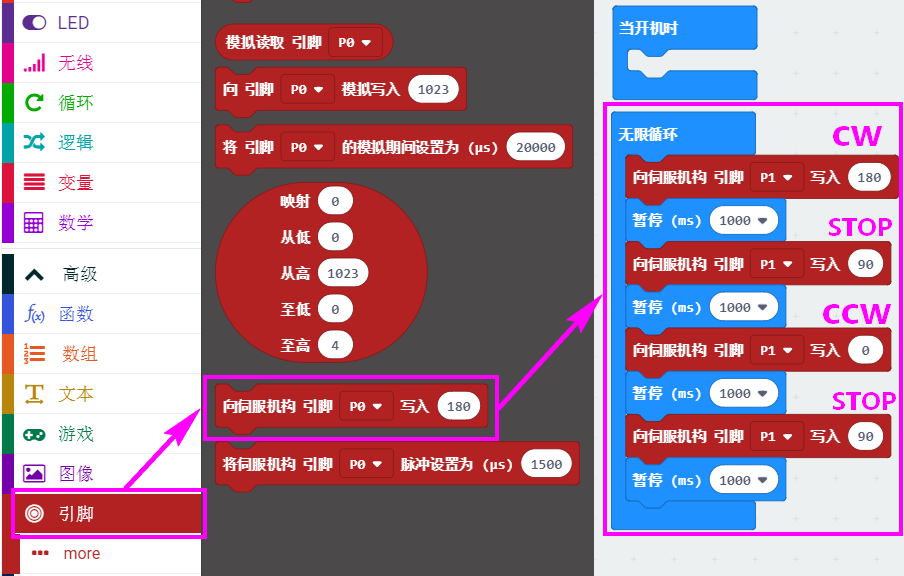 LED
无线
循环
逻辑
变量
数学
高级
f(x) 函数
数组
文本
游戏
图像
引脚
more
模拟读取 引脚 P0
向 引脚 P0 模拟写入 1023
将 引脚 P0 的模拟期间设置为 (µs) 20000
映射 0
从低 0
从高 1023
至低 0
至高 4
向伺服机构 引脚 P0 写入 180
将伺服机构 引脚 P0 脉冲设置为 (µs) 1500
当开机时
无限循环
CW
向伺服机构 引脚 P1 写入 180
暂停 (ms) 1000
STOP
向伺服机构 引脚 P1 写入 90
暂停 (ms) 1000
CCW
向伺服机构 引脚 P1 写入 0
暂停 (ms) 1000
STOP
向伺服机构 引脚 P1 写入 90
暂停 (ms) 1000